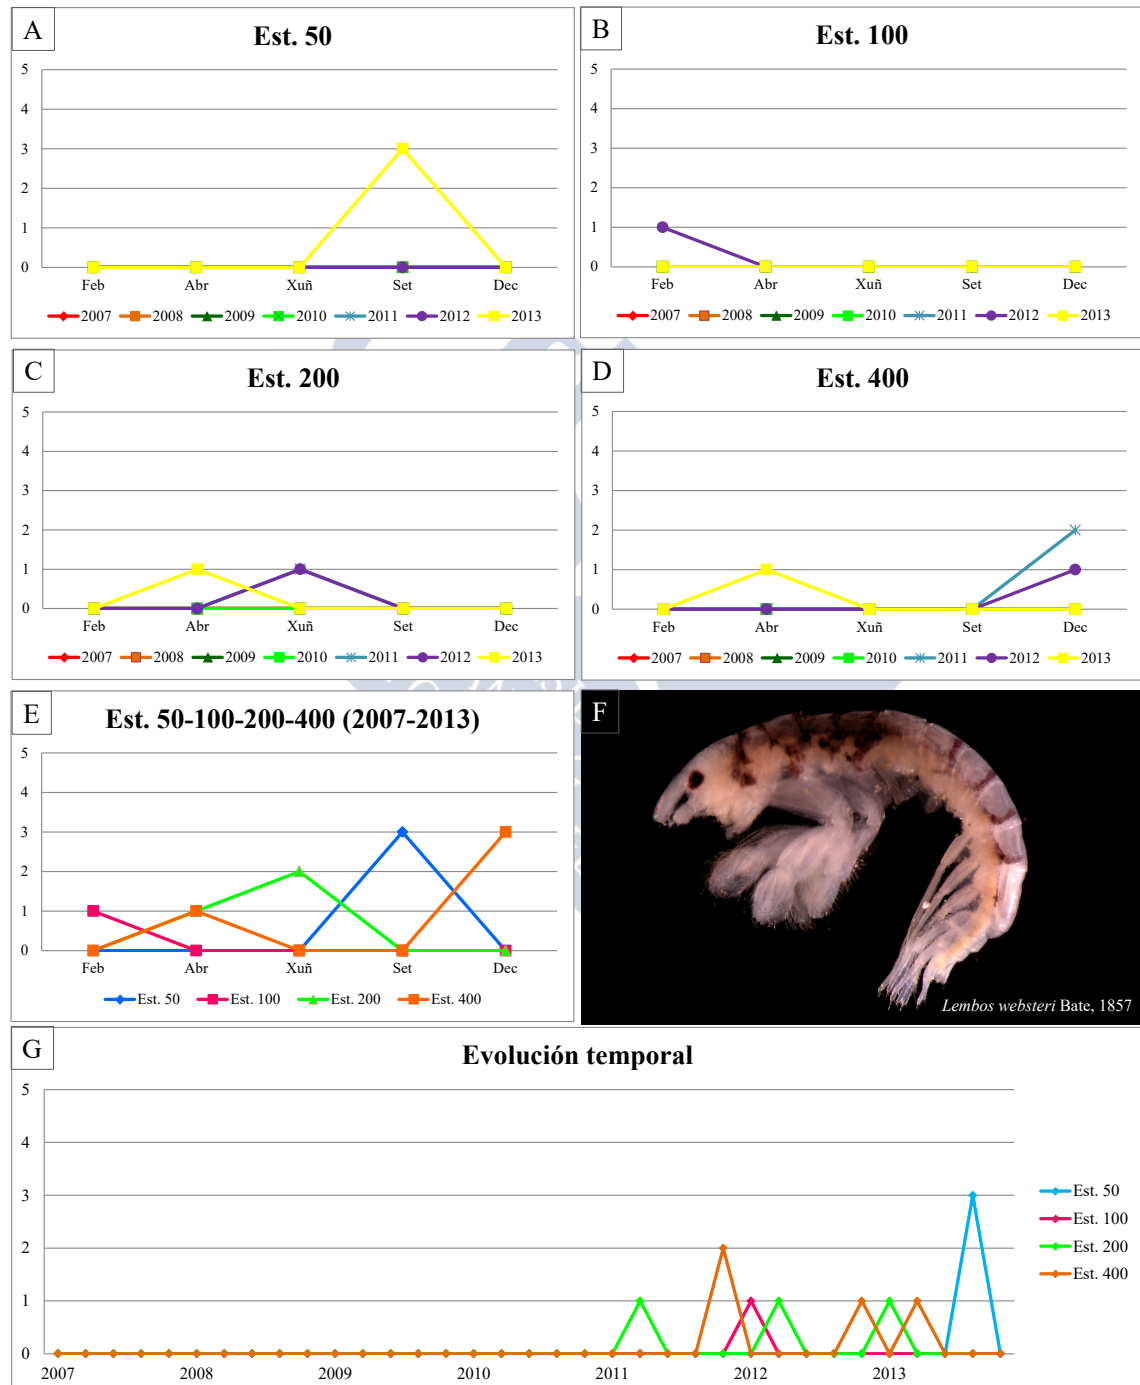 A
Est. 50
5
4
3
2
1
0
Feb Abr Xuñ Set Dec
2007 2008 2009 2010 2011 2012 2013
B
Est. 100
5
4
3
2
1
0
Feb Abr Xuñ Set Dec
2007 2008 2009 2010 2011 2012 2013
C
Est. 200
5
4
3
2
1
0
Feb Abr Xuñ Set Dec
2007 2008 2009 2010 2011 2012 2013
D
Est. 400
5
4
3
2
1
0
Feb Abr Xuñ Set Dec
2007 2008 2009 2010 2011 2012 2013
E
Est. 50-100-200-400 (2007-2013)
5
4
3
2
1
0
Feb Abr Xuñ Set Dec
Est. 50 Est. 100 Est. 200 Est. 400
F
Lembos websteri Bate, 1857
G
Evolución temporal
5
4
3
2
1
0
2007 2008 2009 2010 2011 2012 2013
Est. 50
Est. 100
Est. 200
Est. 400